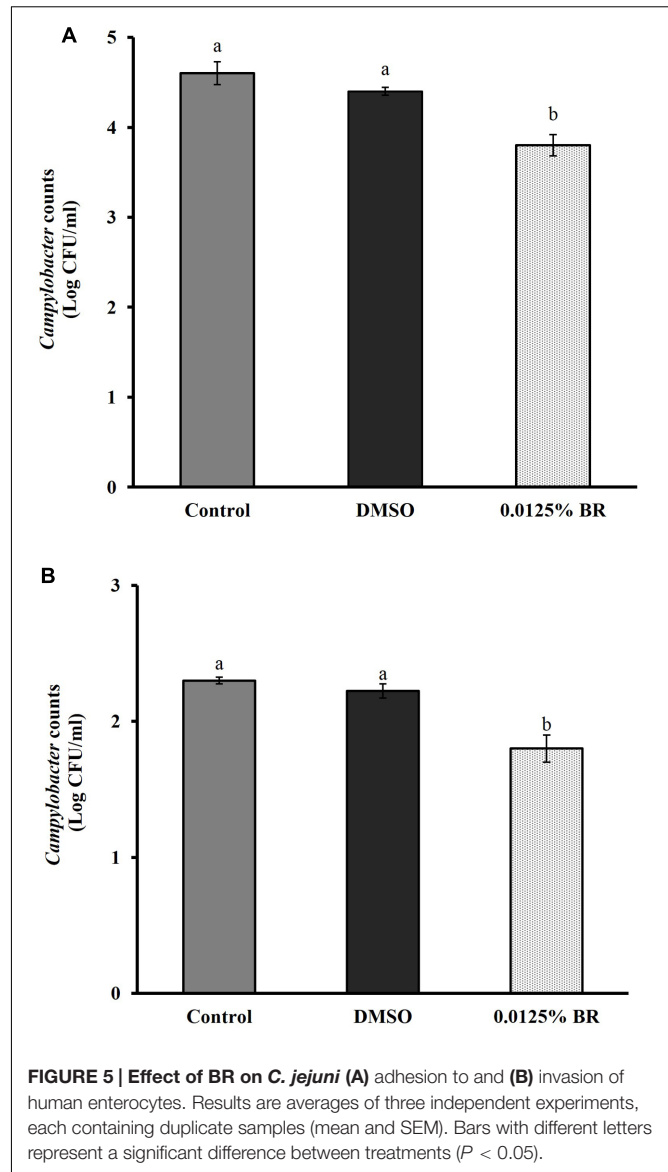 A
Campylobacter counts
(Log CFU/ml)
5
4
3
2
1
0
a
a
b
Control DMSO 0.0125% BR
B
Campylobacter counts
(Log CFU/ml)
3
2
1
0
a
a
b
Control DMSO 0.0125% BR
FIGURE 5 | Effect of BR on C. jejuni (A) adhesion to and (B) invasion of
human enterocytes. Results are averages of three independent experiments,
each containing duplicate samples (mean and SEM). Bars with different letters
represent a significant difference between treatments (P < 0.05).